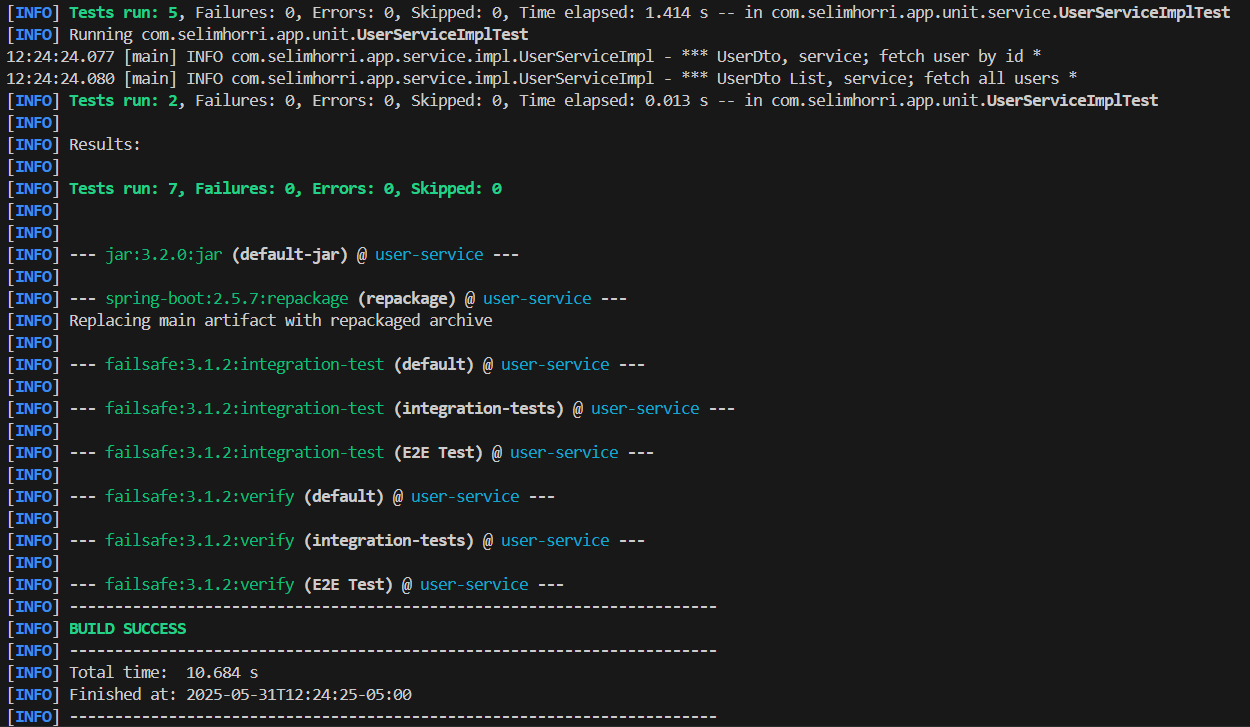 [INFO] Tests run: 5, Failures: 0, Errors: 0, Skipped: 0, Time elapsed: 1.414 s -- in com.selimhorri.app.unit.service.UserServiceImplTest
[INFO] Running com.selimhorri.app.unit.UserServiceImplTest
12:24:24.077 [main] INFO com.selimhorri.app.service.impl.UserServiceImpl - *** UserDto, service; fetch user by id *
12:24:24.080 [main] INFO com.selimhorri.app.service.impl.UserServiceImpl - *** UserDto List, service; fetch all users *
[INFO] Tests run: 2, Failures: 0, Errors: 0, Skipped: 0, Time elapsed: 0.013 s -- in com.selimhorri.app.unit.UserServiceImplTest
[INFO]
[INFO] Results:
[INFO]
[INFO] Tests run: 7, Failures: 0, Errors: 0, Skipped: 0
[INFO]
[INFO]
[INFO] --- jar:3.2.0:jar (default-jar) @ user-service ---
[INFO]
[INFO] --- spring-boot:2.5.7:repackage (repackage) @ user-service ---
[INFO] Replacing main artifact with repackaged archive
[INFO]
[INFO] --- failsafe:3.1.2:integration-test (default) @ user-service ---
[INFO]
[INFO] --- failsafe:3.1.2:integration-test (integration-tests) @ user-service ---
[INFO]
[INFO] --- failsafe:3.1.2:integration-test (E2E Test) @ user-service ---
[INFO]
[INFO] --- failsafe:3.1.2:verify (default) @ user-service ---
[INFO]
[INFO] --- failsafe:3.1.2:verify (integration-tests) @ user-service ---
[INFO]
[INFO] --- failsafe:3.1.2:verify (E2E Test) @ user-service ---
[INFO] ------------------------------------------------------------------------
[INFO] BUILD SUCCESS
[INFO] ------------------------------------------------------------------------
[INFO] Total time:  10.684 s
[INFO] Finished at: 2025-05-31T12:24:25-05:00
[INFO] ------------------------------------------------------------------------